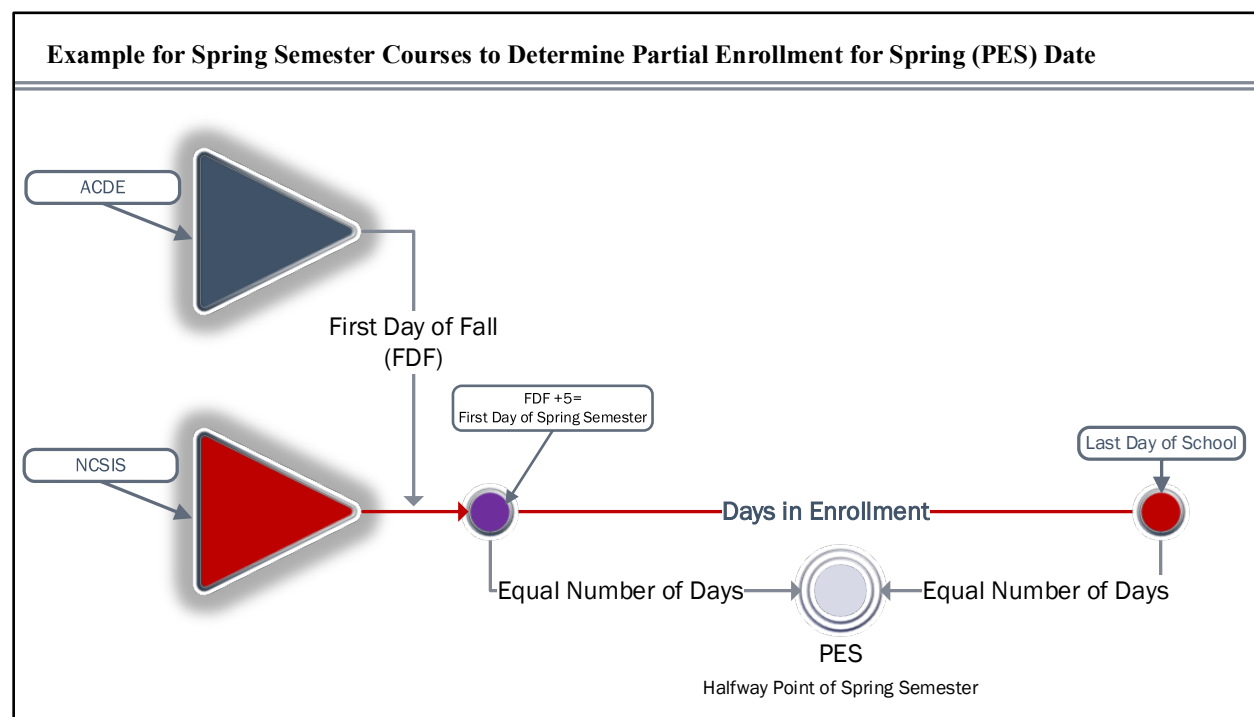 Example for Spring Semester Courses to Determine Partial Enrollment for Spring (PES) Date
ACDE
First Day of Fall
(FDF)
FDF +5=
First Day of Spring Semester
Last Day of School
NCSIS
Days in Enrollment
Equal Number of Days
Equal Number of Days
PES
Halfway Point of Spring Semester